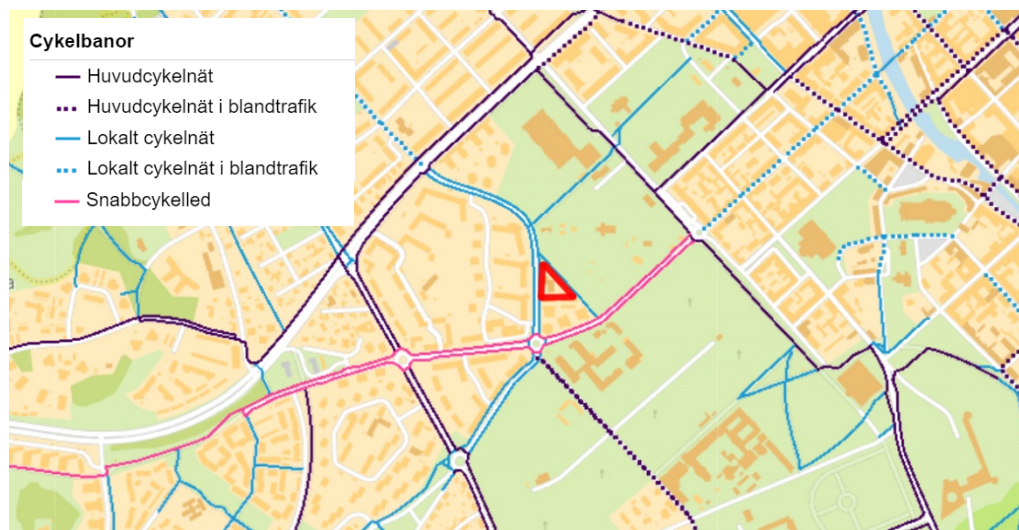 Cykelbanor
Huvudcykelnät
Huvudcykelnät i blandtrafik
Lokalt cykelnät
Lokalt cykelnät i blandtrafik
Snabbcykelled
a